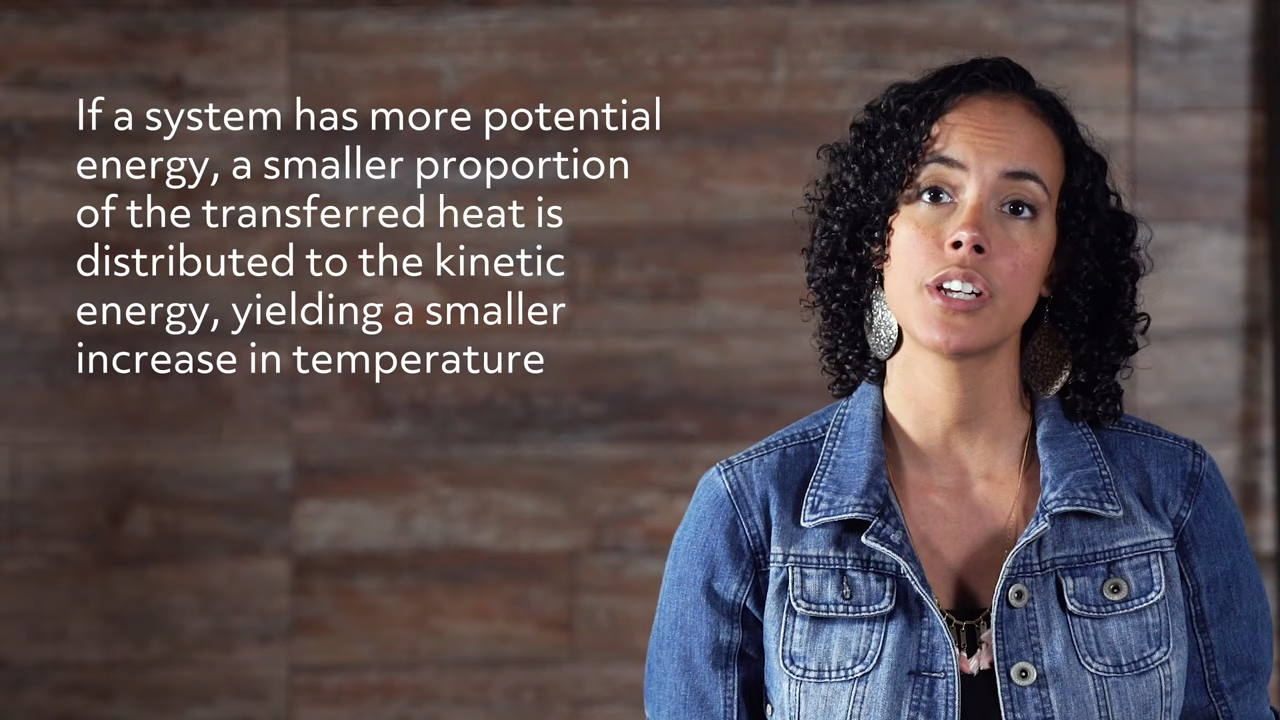 If a system has more potential
energy, a smaller proportion
of the transferred heat is
distributed to the kinetic
energy, yielding a smaller
increase in temperature